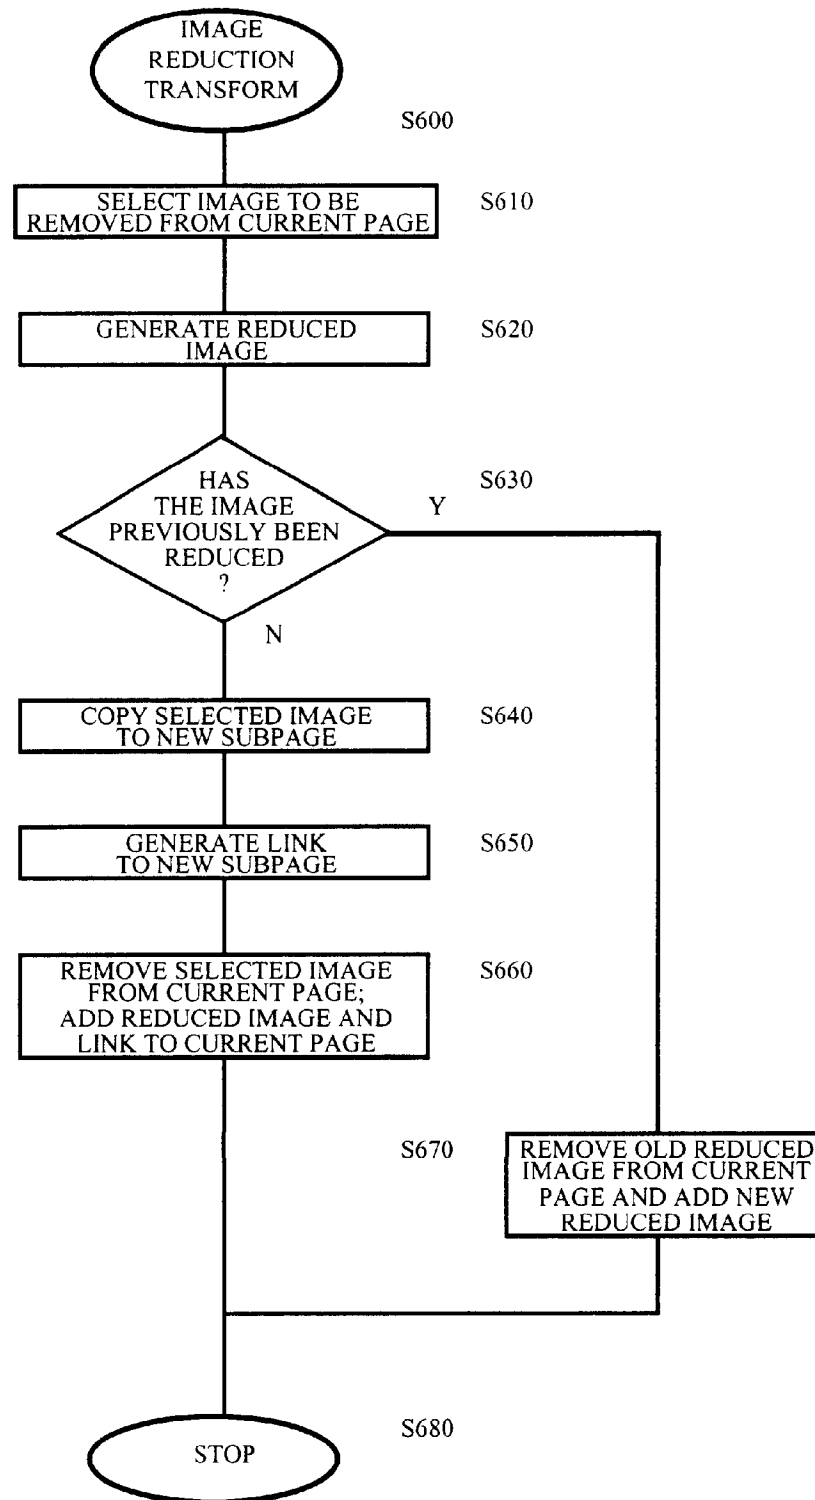 IMAGE
REDUCTION
TRANSFORM
S600
SELECT IMAGE TO BE
REMOVED FROM CURRENT PAGE
S610
GENERATE REDUCED
IMAGE
S620
HAS
THE IMAGE
PREVIOUSLY BEEN
REDUCED
?
S630
Y
N
COPY SELECTED IMAGE
TO NEW SUBPAGE
S640
GENERATE LINK
TO NEW SUBPAGE
S650
REMOVE SELECTED IMAGE
FROM CURRENT PAGE;
ADD REDUCED IMAGE AND
LINK TO CURRENT PAGE
S660
S670
REMOVE OLD REDUCED
IMAGE FROM CURRENT
PAGE AND ADD NEW
REDUCED IMAGE
STOP
S680